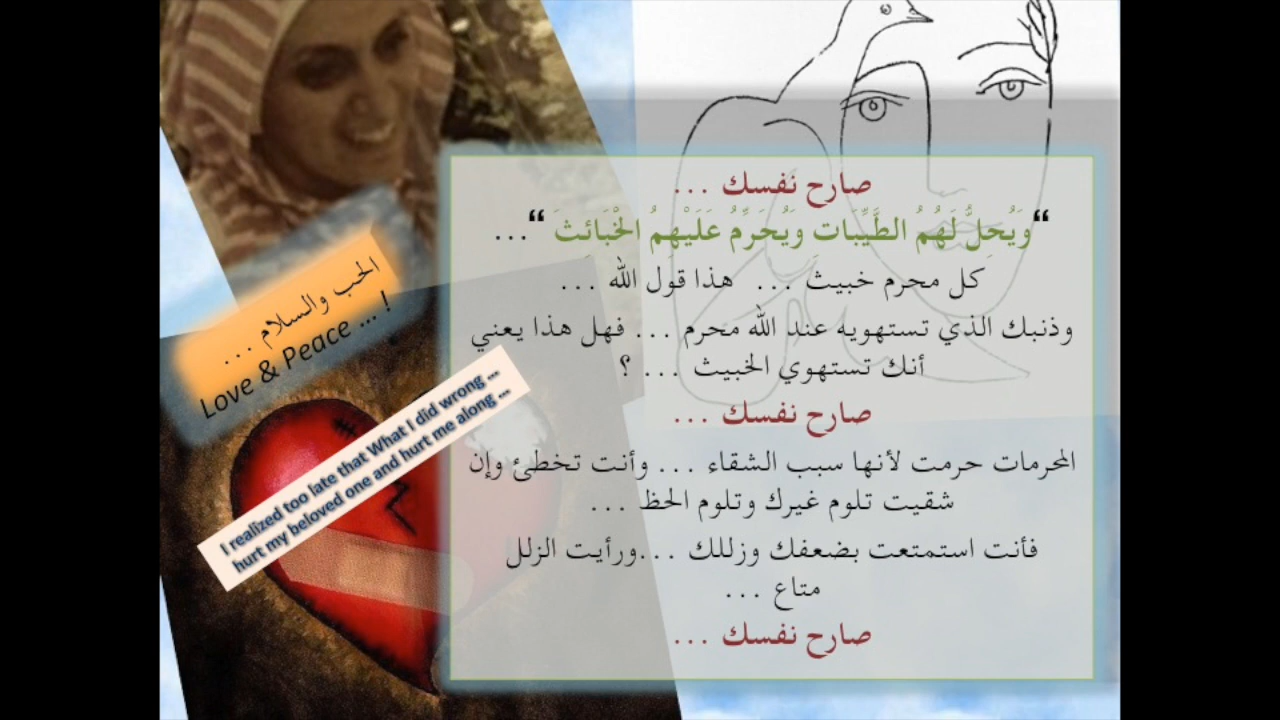 صارح نفسك ...
“وَيُحِلُّ لَهُمُ الطَّيِّبَاتِ وَيُحَرِّمُ عَلَيْهِمُ الْخَبَائِثَ “...
كل محرم خبيث ... هذا قول الله ...
وذنبك الذي تستهويه عند الله محرم ... فهل هذا يعني
أنك تستهوي الخبيث ... ؟
صارح نفسك ...
المحرمات حرمت لأنها سبب الشقاء ... وأنت تخطئ وإن
شقيت تلوم غيرك وتلوم الحظ ...
فأنت استمتعت بضعفك وزللك ...ورأيت الزلل
متاع ...
صارح نفسك ...
الحب والسلام ...
Love & Peace ... !
I realized too late that What I did wrong ...
hurt my beloved one and hurt me along ...